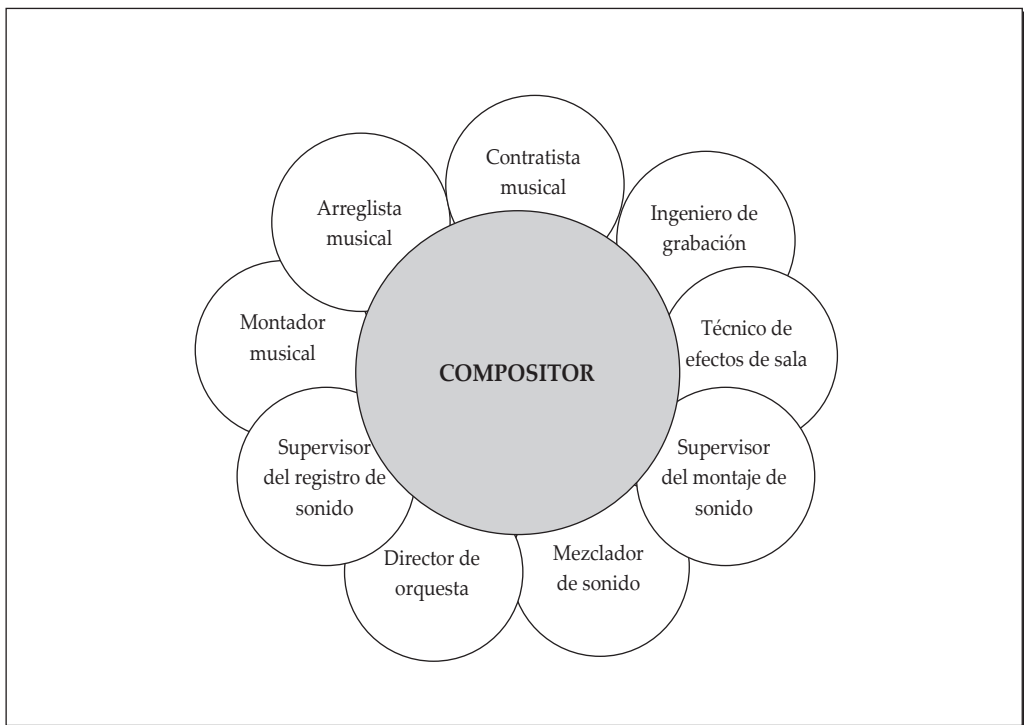 Contratista
musical
Arreglista
musical
Ingeniero de
grabación
Montador
musical
Técnico de
efectos de sala
COMPOSITOR
Supervisor
del registro de
sonido
Supervisor
del montaje de
sonido
Director de
orquesta
Mezclador
de sonido